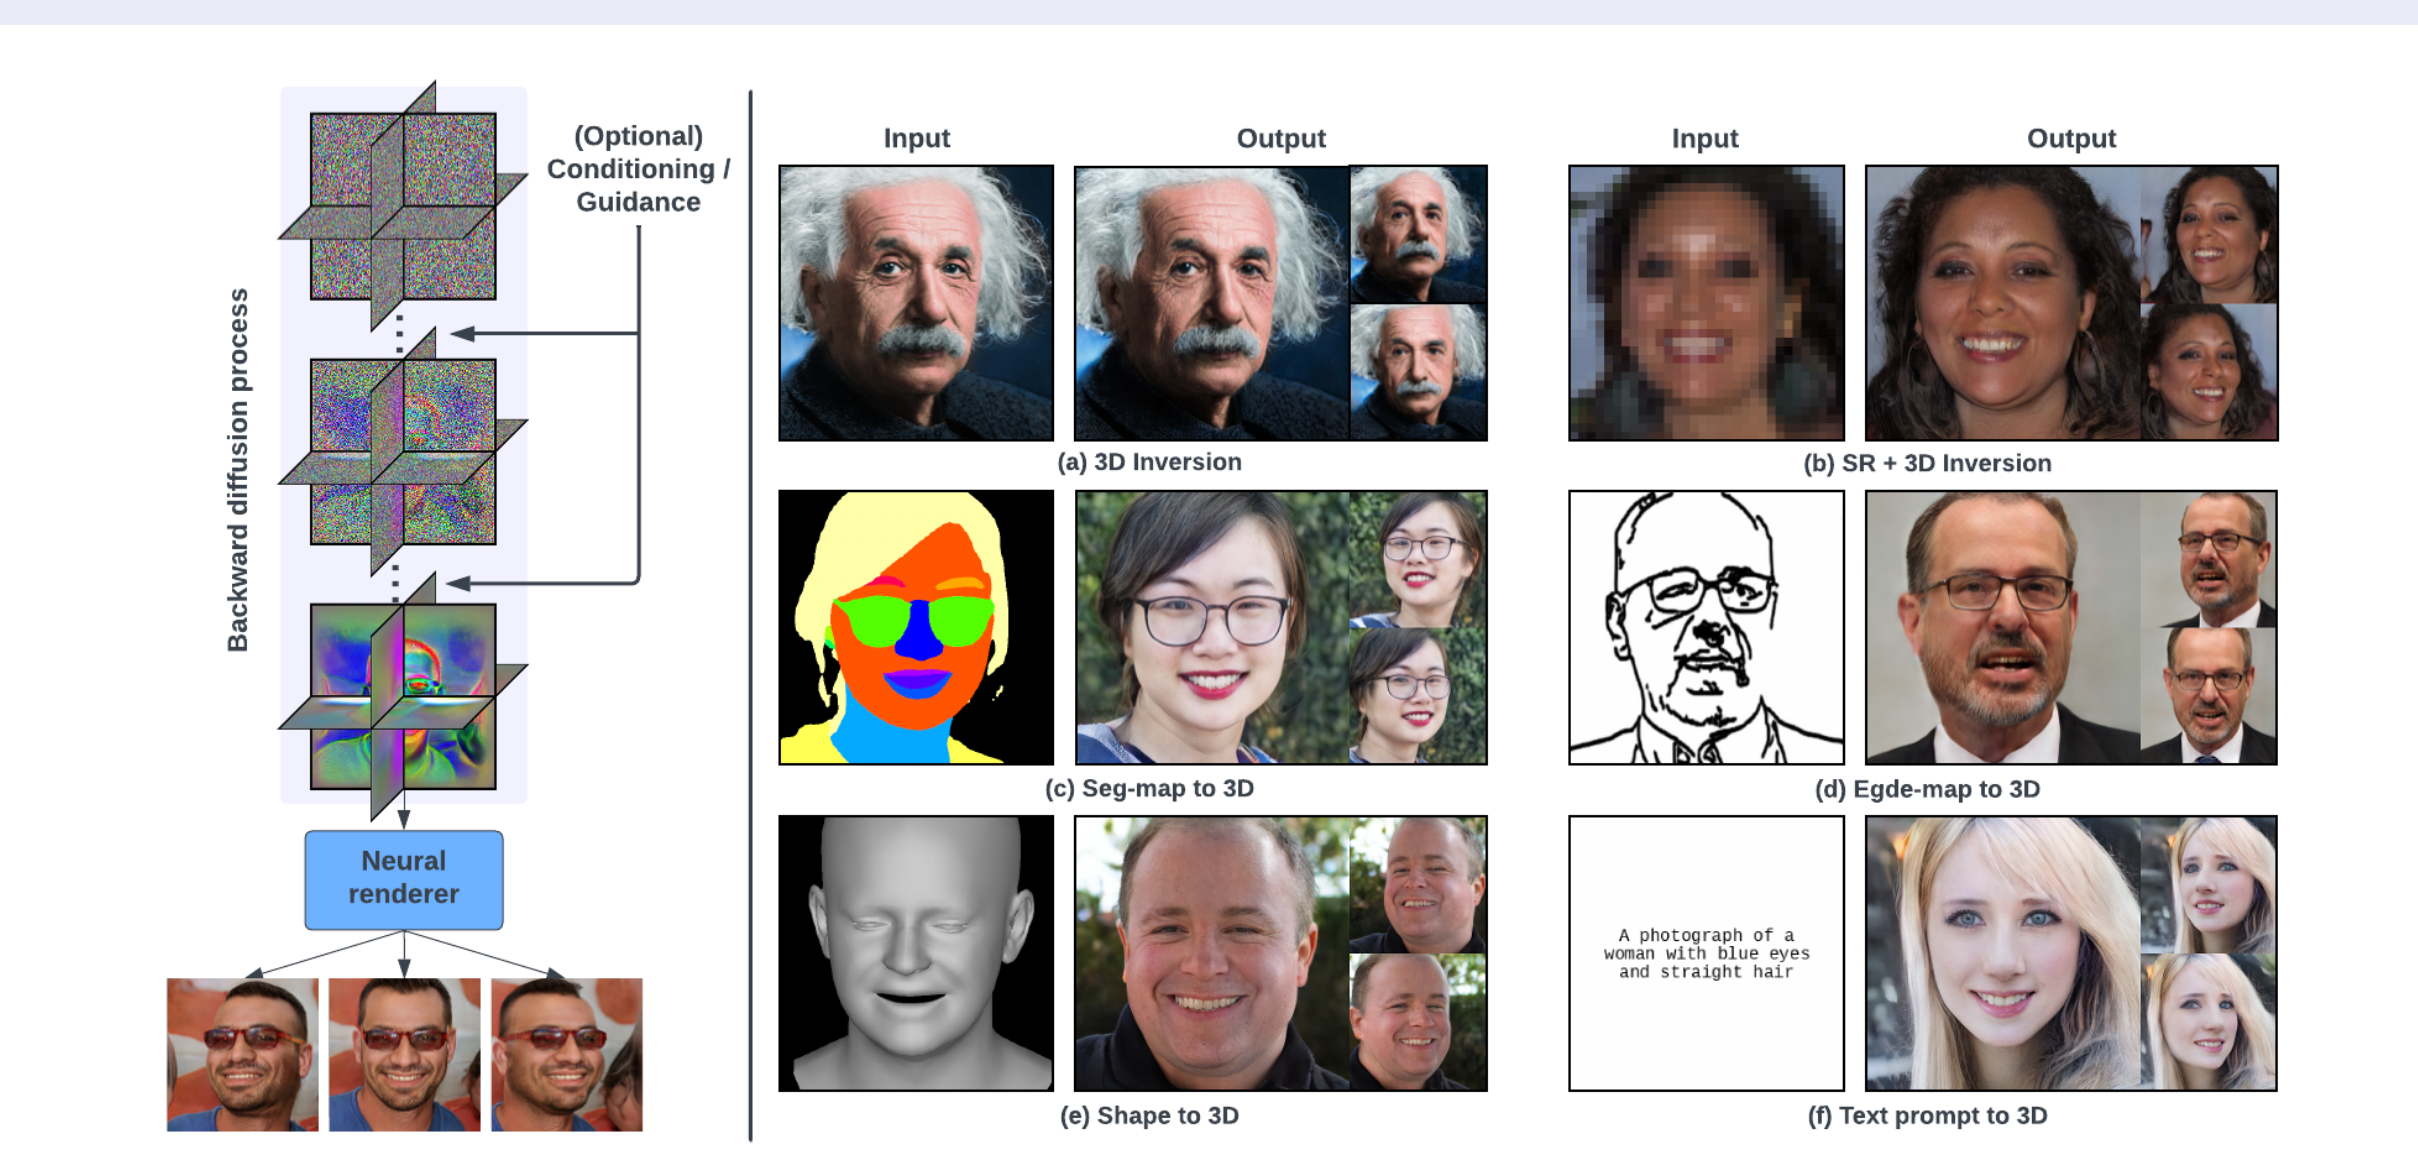 (Optional)
Conditioning /
Guidance
Backward diffusion process
Neural
renderer
Input
Output
Input
Output
(a) 3D Inversion
(b) SR + 3D Inversion
(c) Seg-map to 3D
(d) Egde-map to 3D
A photograph of a
woman with blue eyes
and straight hair
(e) Shape to 3D
(f) Text prompt to 3D